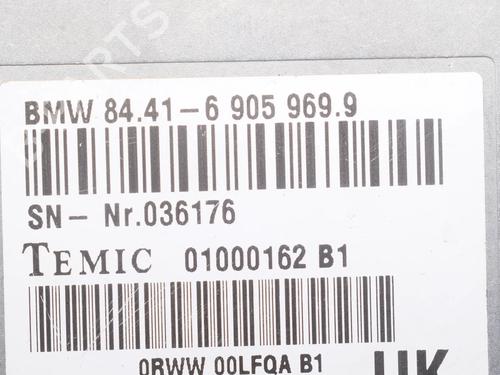 BMW 84.41-6 905 969.9
SN- Nr.036176
TEMIC 01000162 B1
0RWW 00LFQA B1
UK